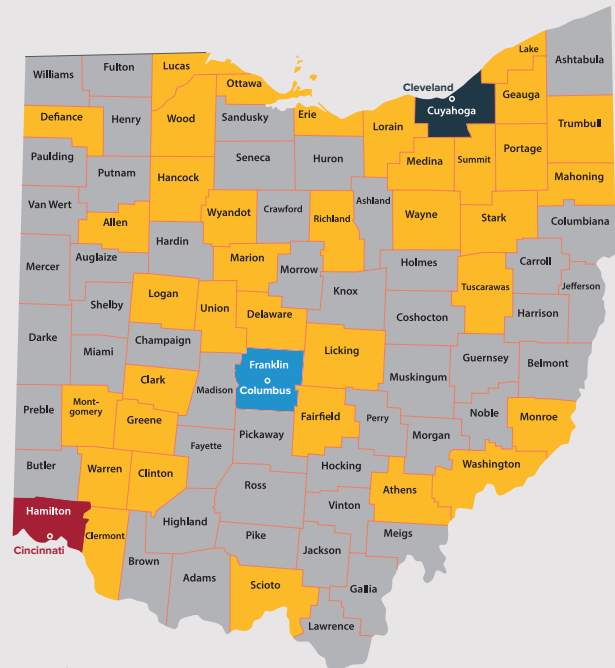 Lake
Ashtabula
Fulton
Lucas
Williams
Ottawa
Cleveland
Geauga
Cuyahoga
Defiance
Henry
Wood
Sandusky
Erie
Lorain
Trumbull
Paulding
Seneca
Huron
Medina
Summit
Portage
Putnam
Hancock
Mahoning
Van Wert
Wyandot
Crawford
Richland
Ashland
Wayne
Stark
Columbiana
Allen
Hardin
Auglaize
Marion
Morrow
Holmes
Carroll
Mercer
Logan
Knox
Tuscarawas
Jefferson
Shelby
Union
Delaware
Coshocton
Harrison
Darke
Champaign
Miami
Licking
Guernsey
Belmont
Franklin
Clark
Madison
Columbus
Muskingum
Preble
Mont-
gomery
Greene
Fairfield
Perry
Noble
Monroe
Fayette
Pickaway
Morgan
Butler
Warren
Clinton
Hocking
Washington
Ross
Athens
Vinton
Hamilton
Highland
Clermont
Pike
Meigs
Cincinnati
Brown
Jackson
Adams
Scioto
Gallia
Lawrence